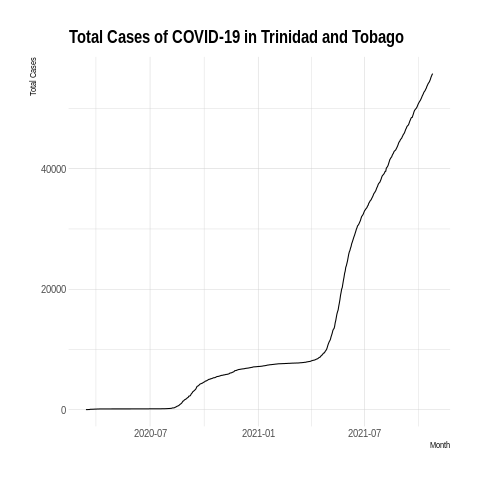 Total Cases of COVID-19 in Trinidad and Tobago
Total Cases
40000
20000
0
2020-07
2021-01
2021-07
Month